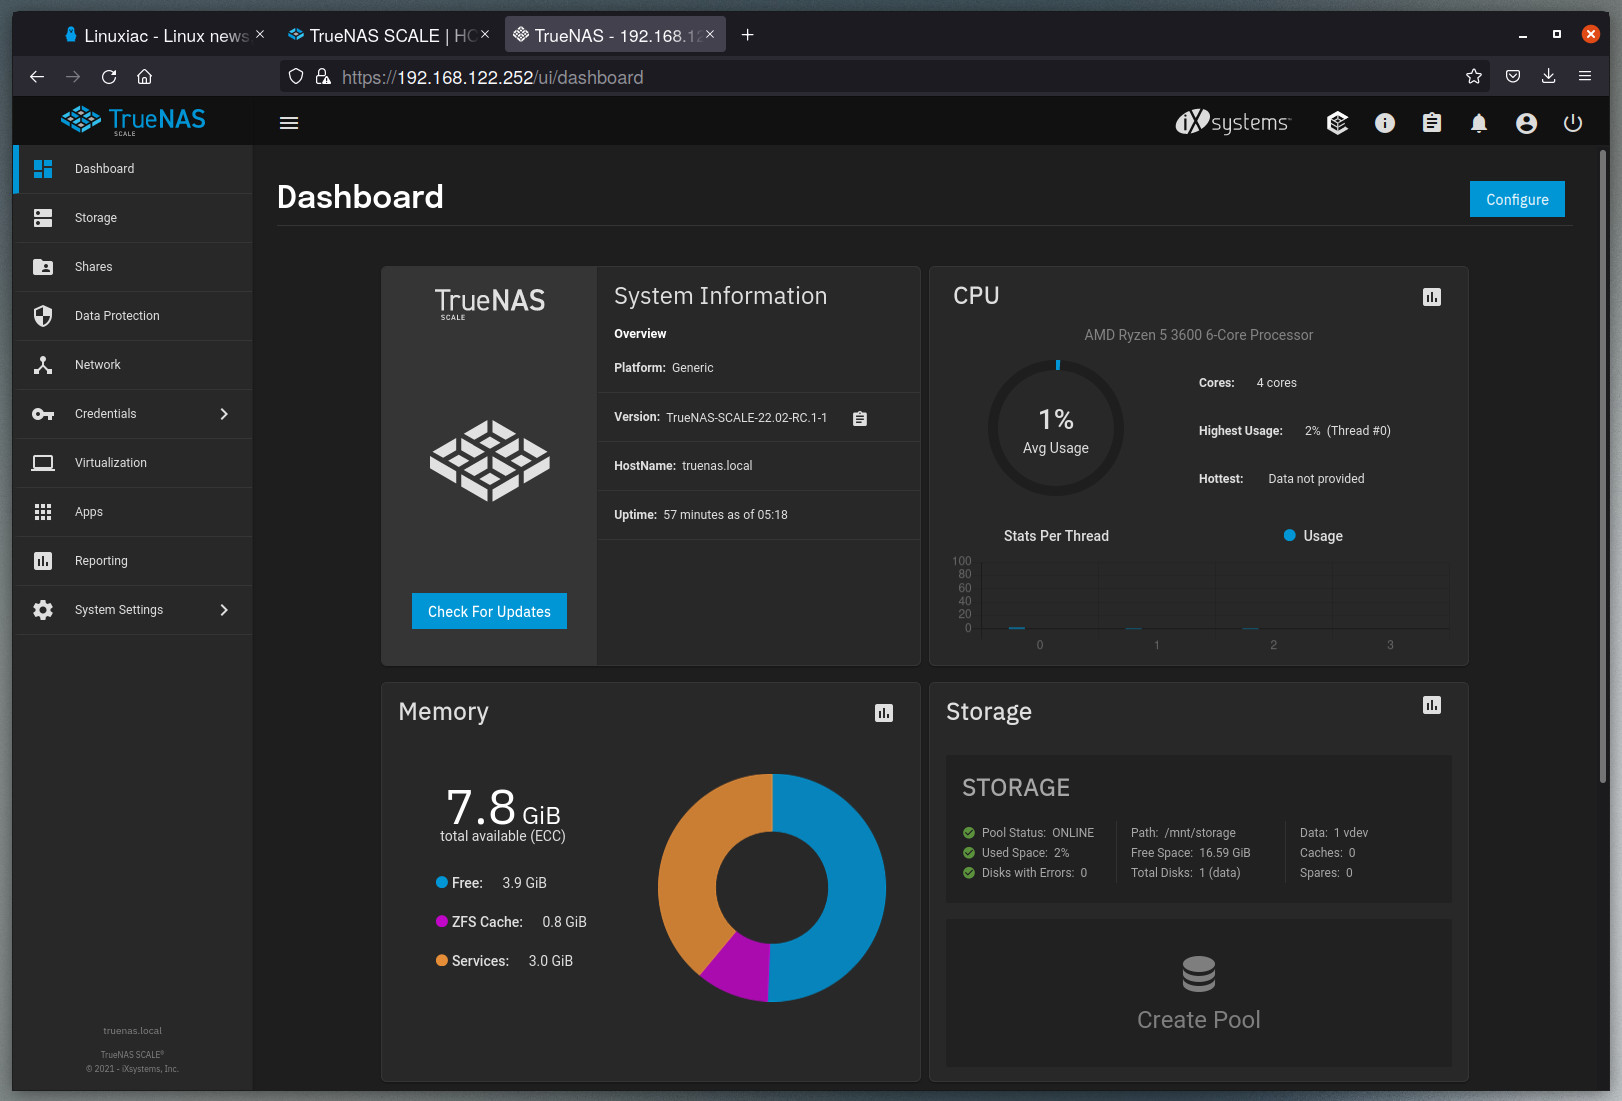 Linuxiac - Linux news
TrueNAS SCALE | HO
TrueNAS - 192.168.12
https://192.168.122.252/ui/dashboard
TrueNAS
SCALE
iXsystems
Dashboard
Storage
Shares
Data Protection
Network
Credentials
Virtualization
Apps
Reporting
System Settings
truenas.local
TrueNAS SCALE®
© 2021 - iXsystems, Inc.
Dashboard
Configure
TrueNAS
SCALE
Check For Updates
System Information
Overview
Platform: Generic
Version: TrueNAS-SCALE-22.02-RC.1-1
HostName: truenas.local
Uptime: 57 minutes as of 05:18
CPU
AMD Ryzen 5 3600 6-Core Processor
1%
Avg Usage
Cores: 4 cores
Highest Usage: 2% (Thread #0)
Hottest: Data not provided
Stats Per Thread
Usage
100
80
60
40
20
0
0 1 2 3
Memory
7.8 GiB
total available (ECC)
Free: 3.9 GiB
ZFS Cache: 0.8 GiB
Services: 3.0 GiB
Storage
STORAGE
Pool Status: ONLINE
Used Space: 2%
Disks with Errors: 0
Path: /mnt/storage
Free Space: 16.59 GiB
Total Disks: 1 (data)
Data: 1 vdev
Caches: 0
Spares: 0
Create Pool